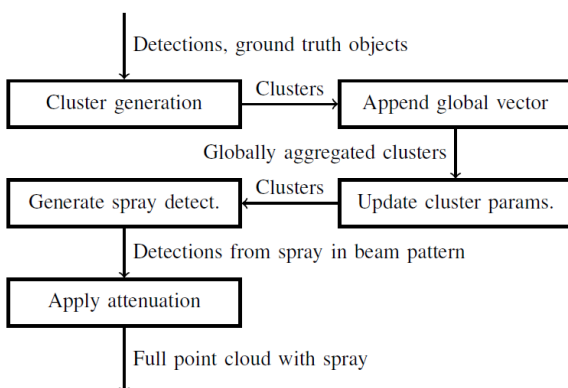 Detections, ground truth objects
Cluster generation
Clusters
Append global vector
Globally aggregated clusters
Update cluster params.
Clusters
Generate spray detect.
Detections from spray in beam pattern
Apply attenuation
Full point cloud with spray